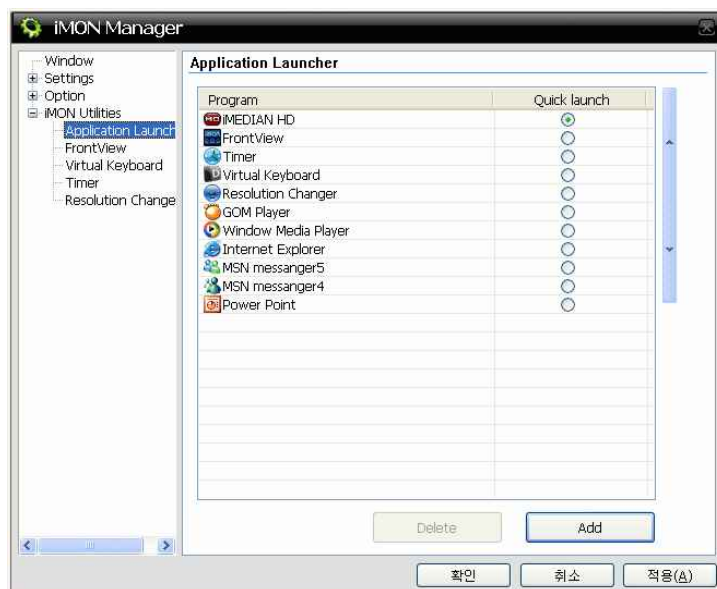 iMON Manager
Window
Settings
Option
iMON Utilities
Application Launch
FrontView
Virtual Keyboard
Timer
Resolution Change
Application Launcher
Program Quick launch
iMEDIAN HD
FrontView
Timer
Virtual Keyboard
Resolution Changer
GOM Player
Window Media Player
Internet Explorer
MSN messanger5
MSN messanger4
Power Point
Delete Add
확인 취소 적용(A)